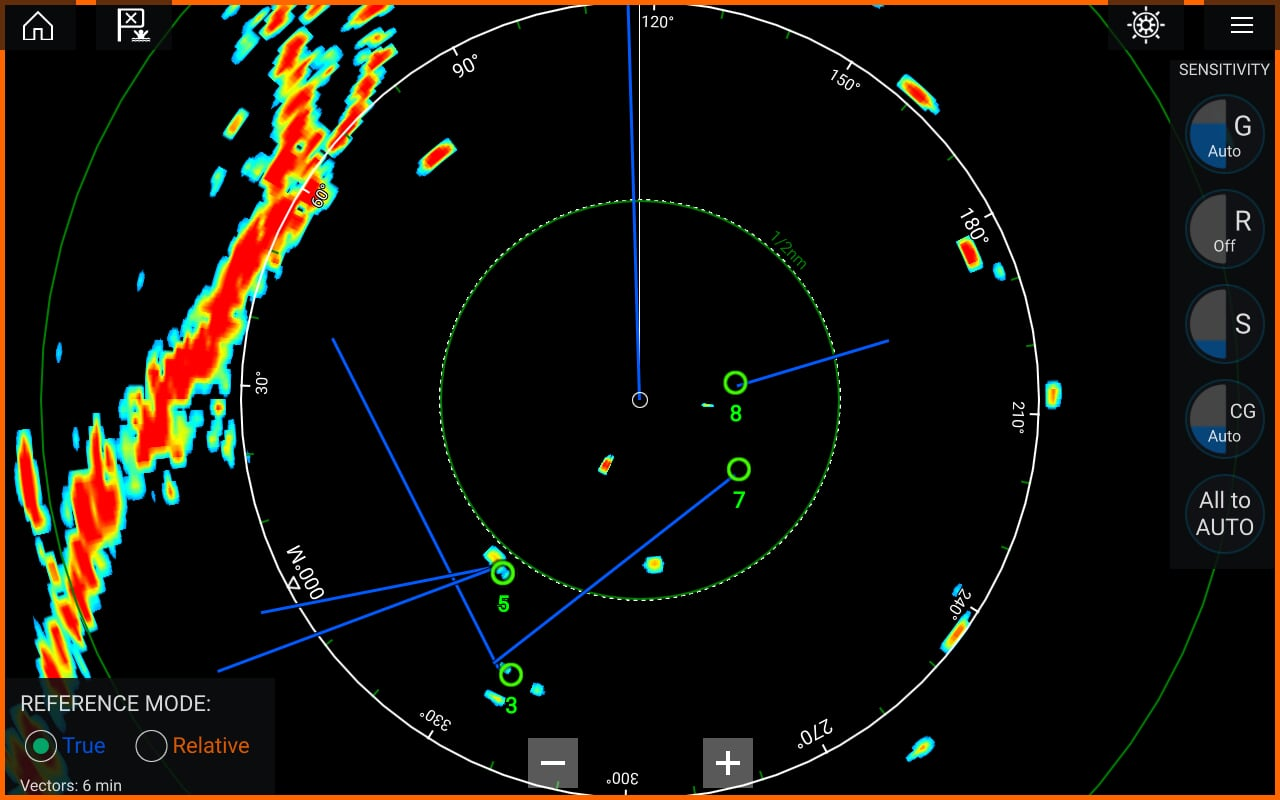 120°
90°
150°
SENSITIVITY
G
Auto
60°
R
Off
180°
1/2nm
S
30°
8
210°
CG
Auto
7
All to
AUTO
000°M
5
240°
3
REFERENCE MODE:
330°
270°
True
Relative
300°
Vectors: 6 min